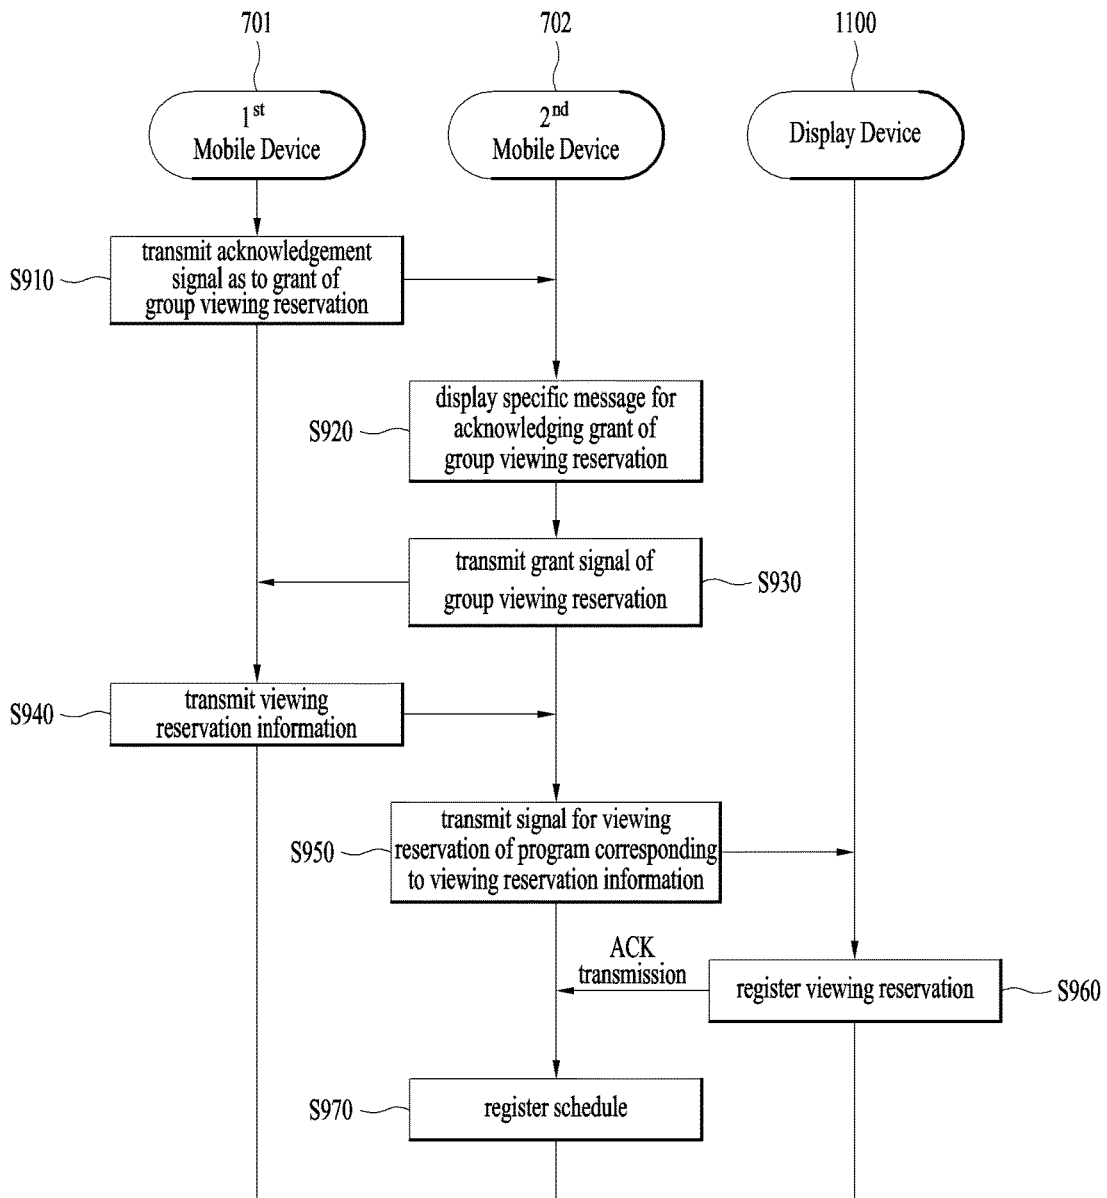 701
702
1100
1st
Mobile Device
2nd
Mobile Device
Display Device
S910
transmit acknowledgement
signal as to grant of
group viewing reservation
S920
display specific message for
acknowledging grant of
group viewing reservation
transmit grant signal of
group viewing reservation
S930
S940
transmit viewing
reservation information
S950
transmit signal for viewing
reservation of program corresponding
to viewing reservation information
ACK
transmission
register viewing reservation
S960
S970
register schedule